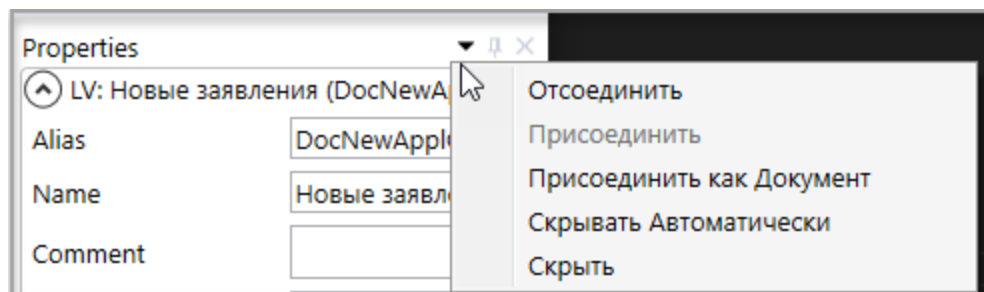 Properties
LV: Новые заявления (DocNewA
Отсоединить
Alias
DocNewAppl
Присоединить
Name
Новые заявл
Присоединить как Документ
Скрывать Автоматически
Comment
Скрыть